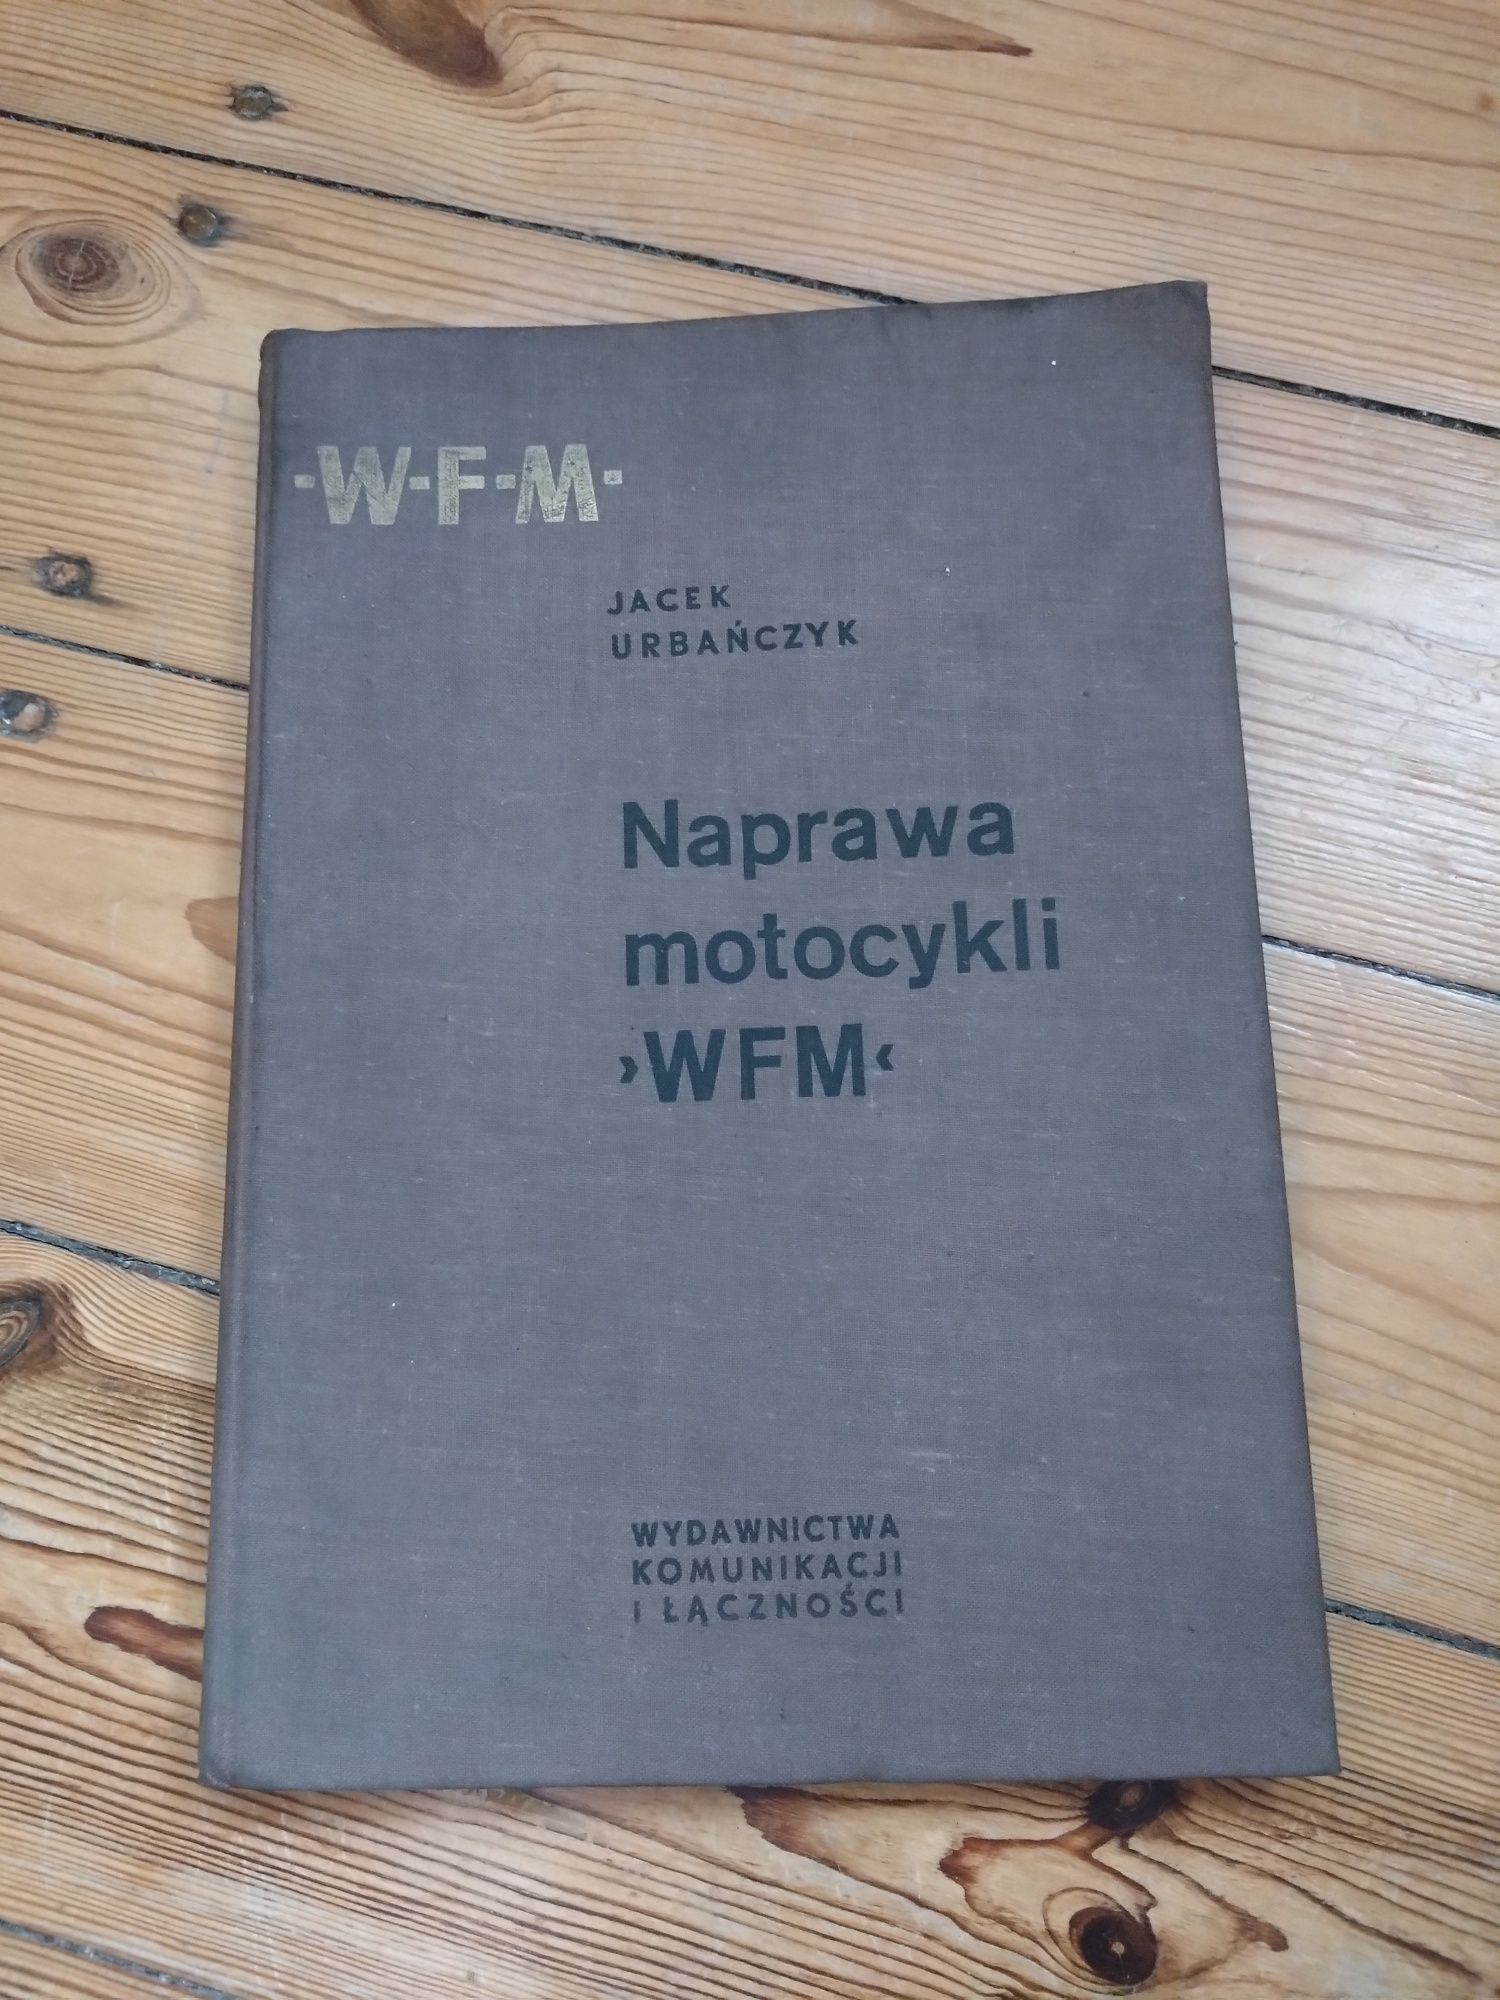 ·W-F-M·
JACEK
URBAŃCZYK
Naprawa
motocykli
›WFM‹
WYDAWNICTWA
KOMUNIKACJI
I ŁĄCZNOŚCI